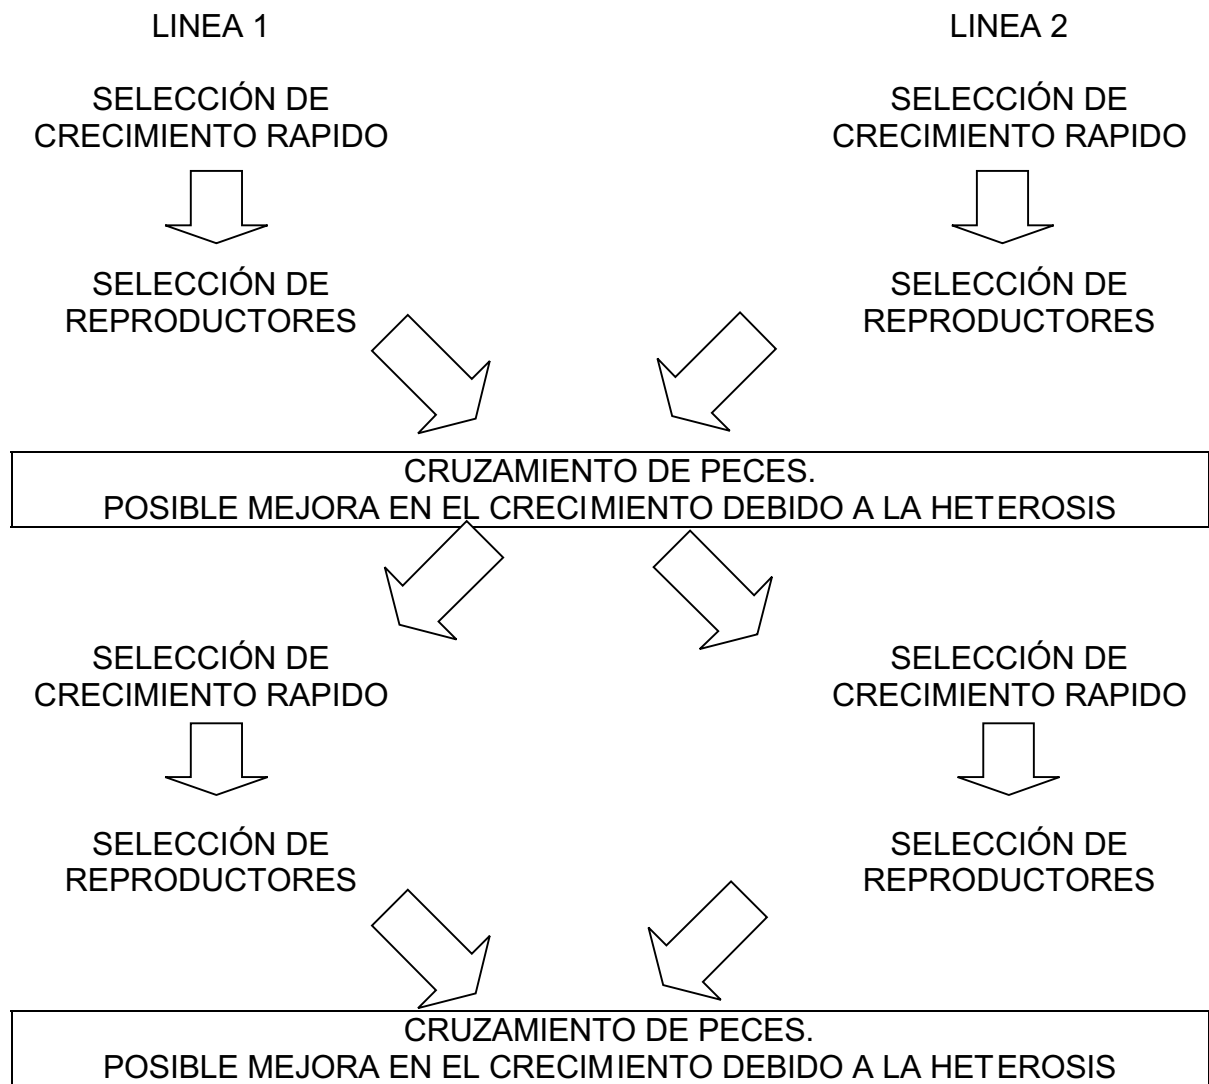 LINEA 1
LINEA 2
SELECCIÓN DE
CRECIMIENTO RAPIDO
SELECCIÓN DE
CRECIMIENTO RAPIDO
SELECCIÓN DE
REPRODUCTORES
SELECCIÓN DE
REPRODUCTORES
CRUZAMIENTO DE PECES.
POSIBLE MEJORA EN EL CRECIMIENTO DEBIDO A LA HETEROSIS
SELECCIÓN DE
CRECIMIENTO RAPIDO
SELECCIÓN DE
CRECIMIENTO RAPIDO
SELECCIÓN DE
REPRODUCTORES
SELECCIÓN DE
REPRODUCTORES
CRUZAMIENTO DE PECES.
POSIBLE MEJORA EN EL CRECIMIENTO DEBIDO A LA HETEROSIS